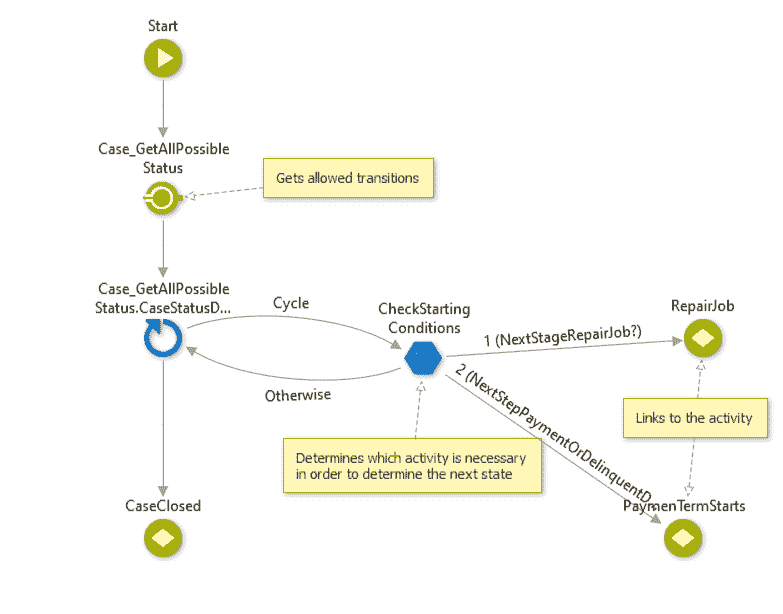 Start
Case_GetAllPossible
Status
Gets allowed transitions
Case_GetAllPossible
Status.CaseStatusD...
Cycle
CheckStarting
Conditions
RepairJob
1 (NextStageRepairJob?)
Otherwise
2 (NextStepPaymentOrDelinquentD...
Links to the activity
Determines which activity is necessary
in order to determine the next state
CaseClosed
PaymenTermStarts